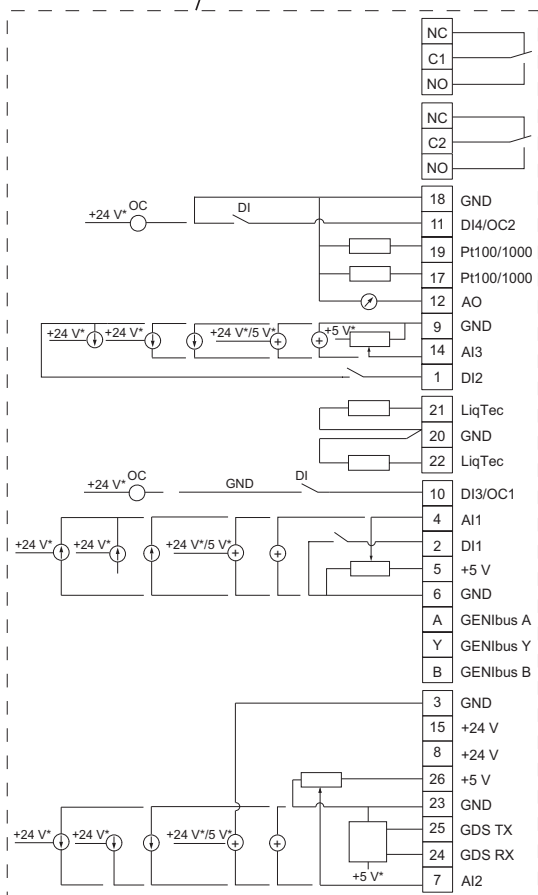 NC
C1
NO
NC
C2
NO
18 GND
+24 V* OC DI 11 DI4/OC2
19 Pt100/1000
17 Pt100/1000
12 AO
9 GND
+24 V* +24 V* +24 V*/5 V* +5 V*
14 AI3
1 DI2
21 LiqTec
20 GND
22 LiqTec
+24 V* OC GND DI 10 DI3/OC1
4 AI1
2 DI1
+24 V* +24 V* +24 V*/5 V*
5 +5 V
6 GND
A GENIbus A
Y GENIbus Y
B GENIbus B
3 GND
15 +24 V
8 +24 V
26 +5 V
23 GND
25 GDS TX
+24 V* +24 V* +24 V*/5 V*
24 GDS RX
+5 V*
7 AI2